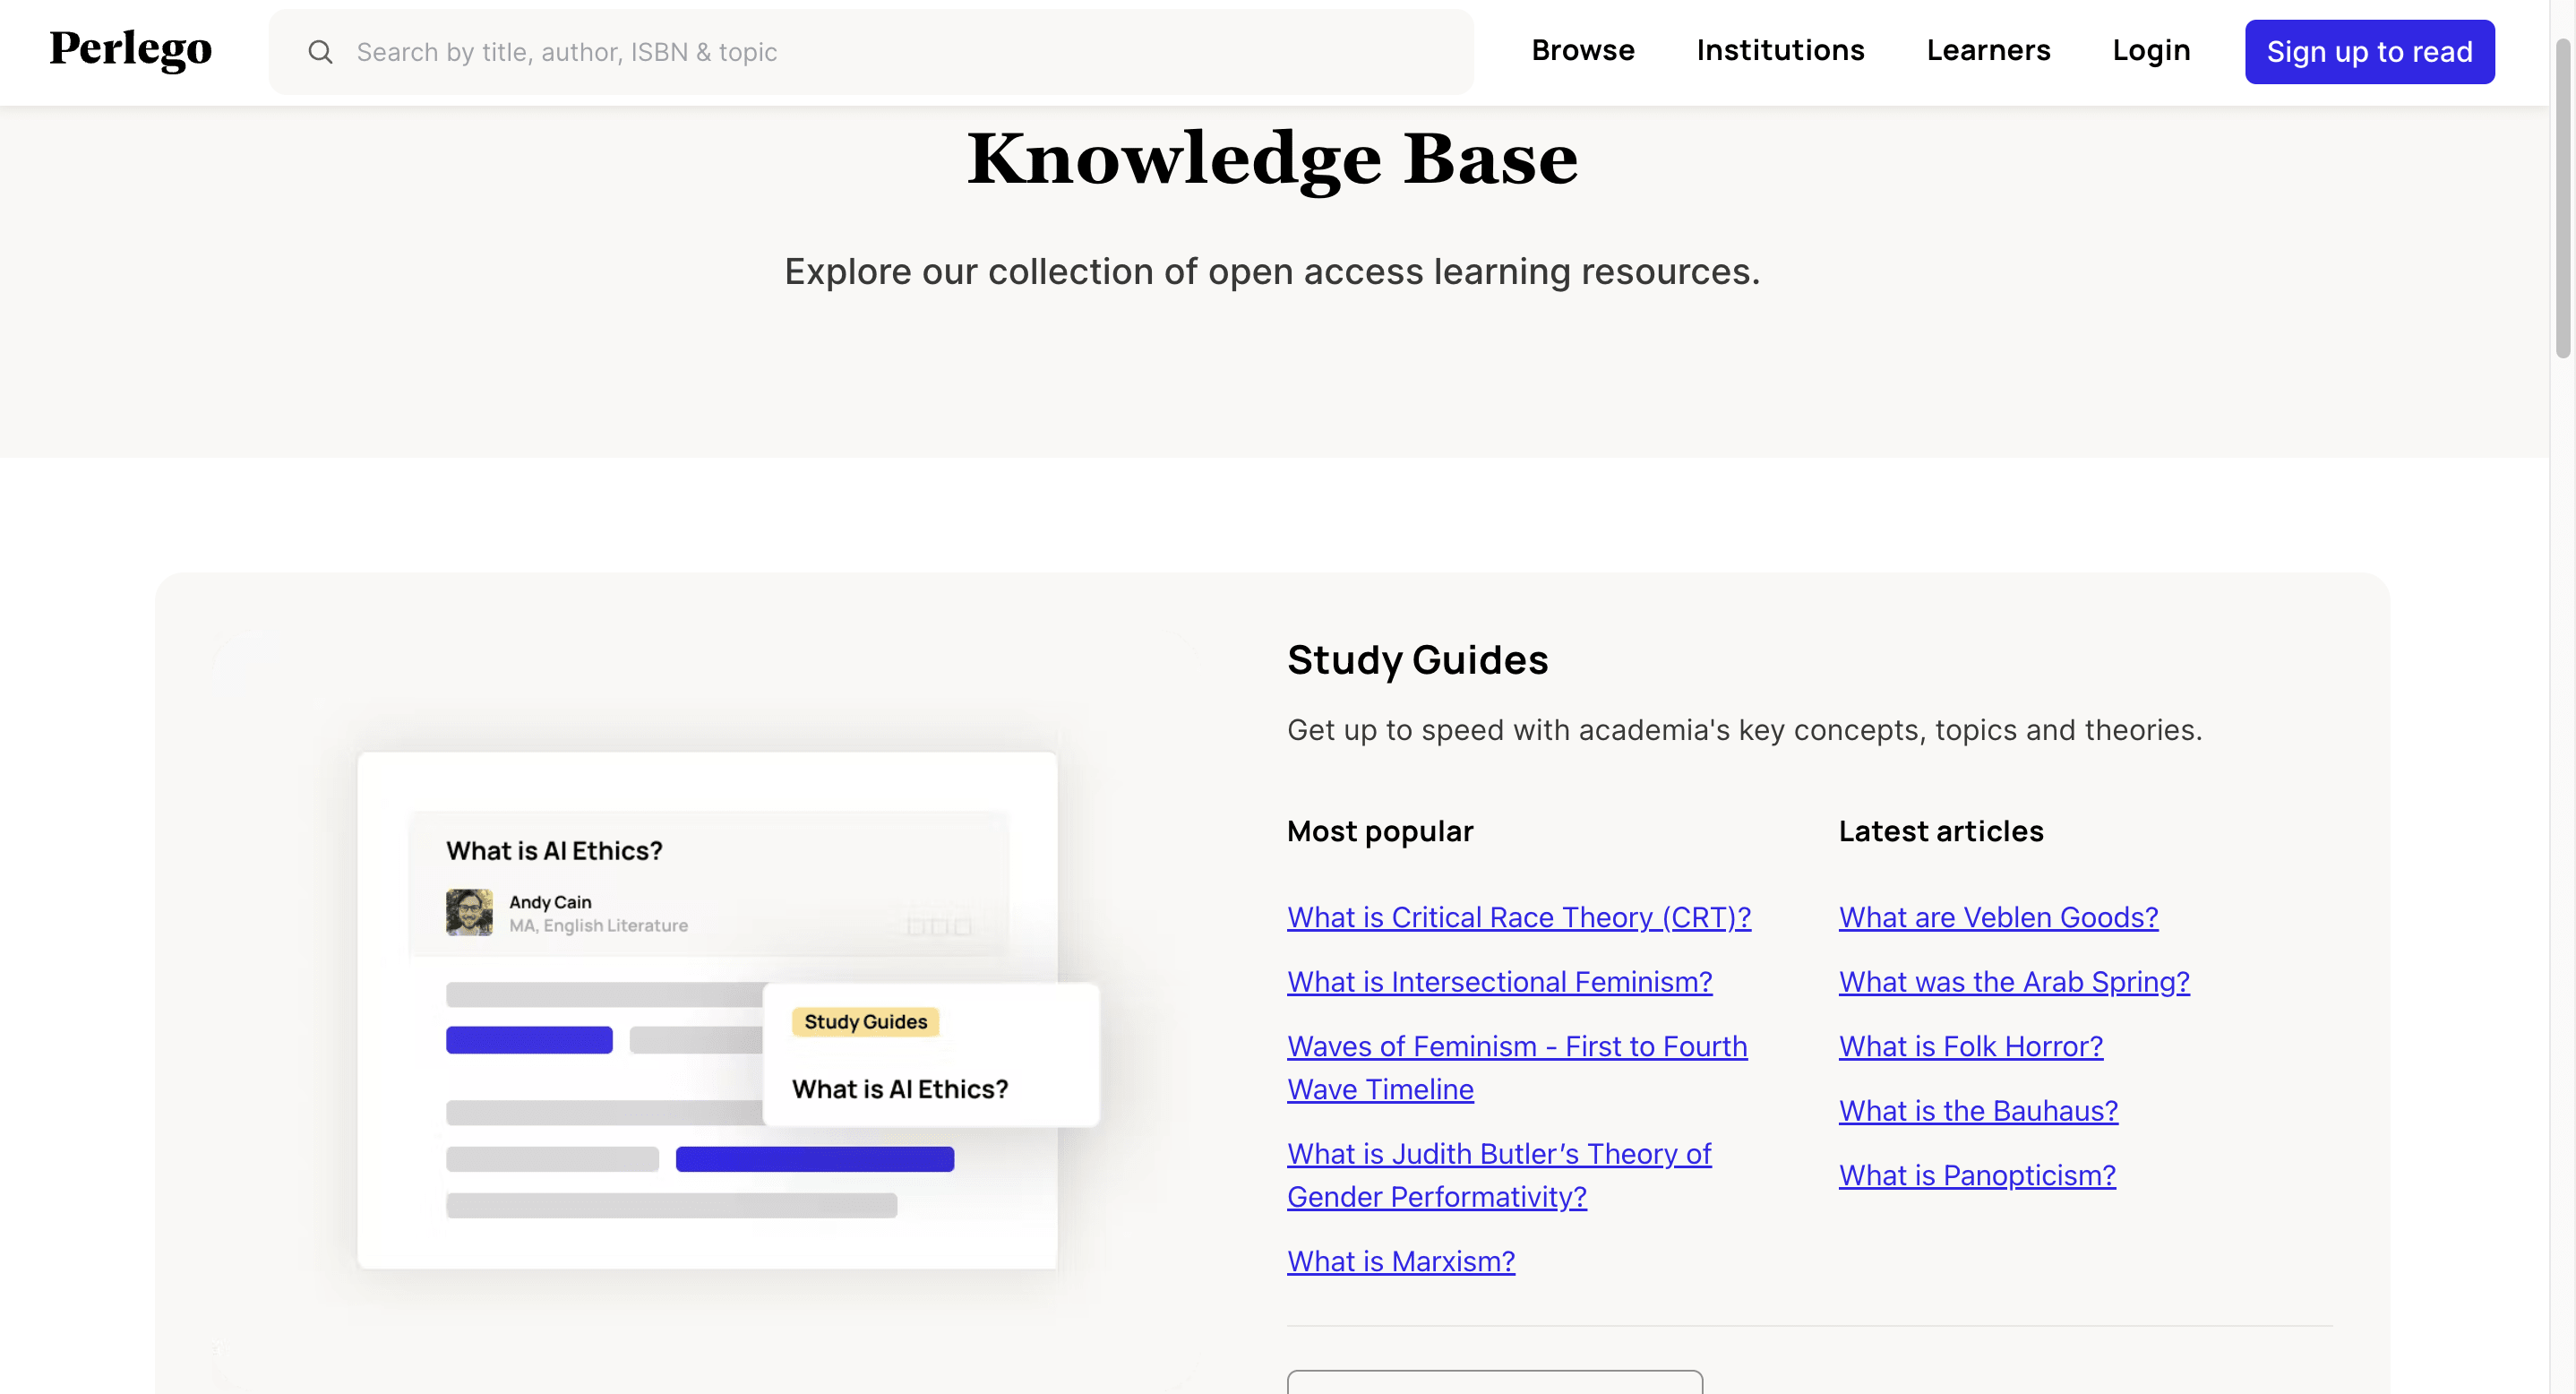 Perlego
Search by title, author, ISBN & topic
Browse
Institutions
Learners
Login
Sign up to read
Knowledge Base
Explore our collection of open access learning resources.
What is AI Ethics?
Andy Cain
MA, English Literature
Study Guides
What is AI Ethics?
Study Guides
Get up to speed with academia's key concepts, topics and theories.
Most popular
What is Critical Race Theory (CRT)?
What is Intersectional Feminism?
Waves of Feminism - First to Fourth
Wave Timeline
What is Judith Butler’s Theory of
Gender Performativity?
What is Marxism?
Latest articles
What are Veblen Goods?
What was the Arab Spring?
What is Folk Horror?
What is the Bauhaus?
What is Panopticism?